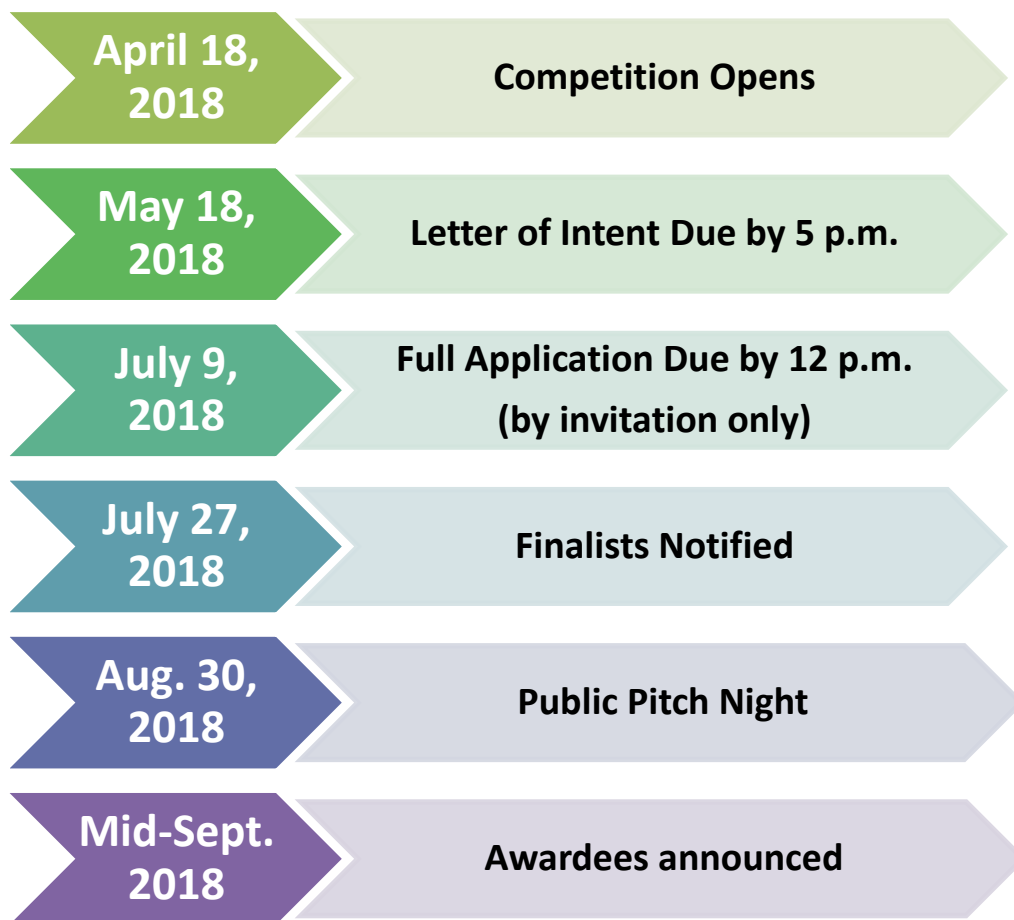 April 18,
2018
Competition Opens
May 18,
2018
Letter of Intent Due by 5 p.m.
July 9,
2018
Full Application Due by 12 p.m.
(by invitation only)
July 27,
2018
Finalists Notified
Aug. 30,
2018
Public Pitch Night
Mid-Sept.
2018
Awardees announced